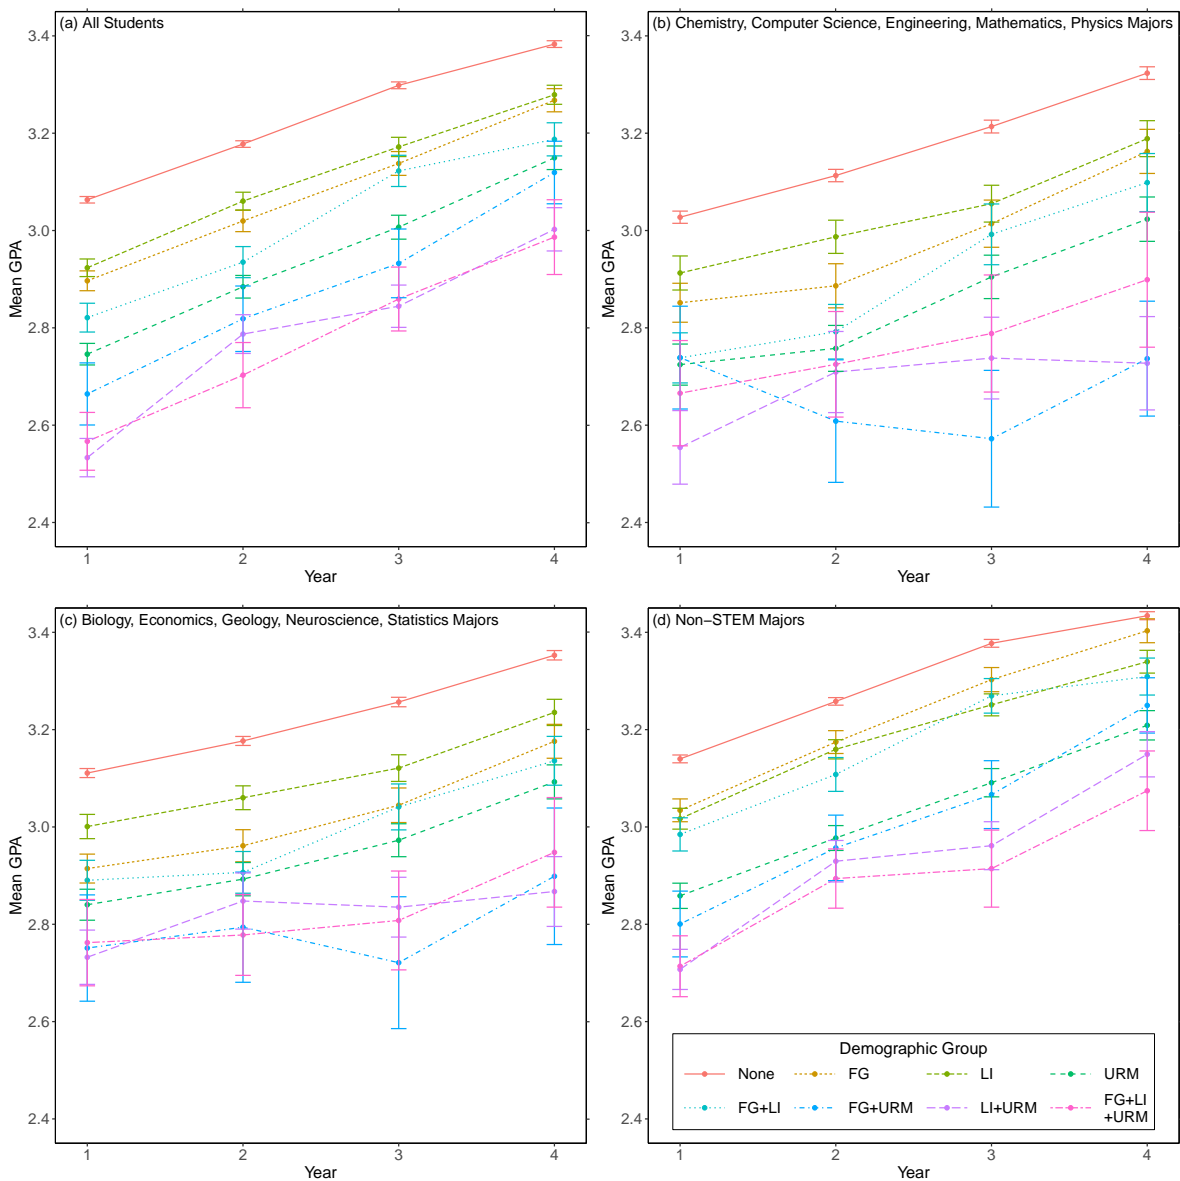 (a) All Students
3.4
3.2
3.0
2.8
2.6
2.4
Mean GPA
1 2 3 4
Year
(b) Chemistry, Computer Science, Engineering, Mathematics, Physics Majors
3.4
3.2
3.0
2.8
2.6
2.4
Mean GPA
1 2 3 4
Year
(c) Biology, Economics, Geology, Neuroscience, Statistics Majors
3.4
3.2
3.0
2.8
2.6
2.4
Mean GPA
1 2 3 4
Year
(d) Non−STEM Majors
3.4
3.2
3.0
2.8
2.6
2.4
Mean GPA
Demographic Group
None FG LI URM
FG+LI FG+URM LI+URM FG+LI
+URM
1 2 3 4
Year